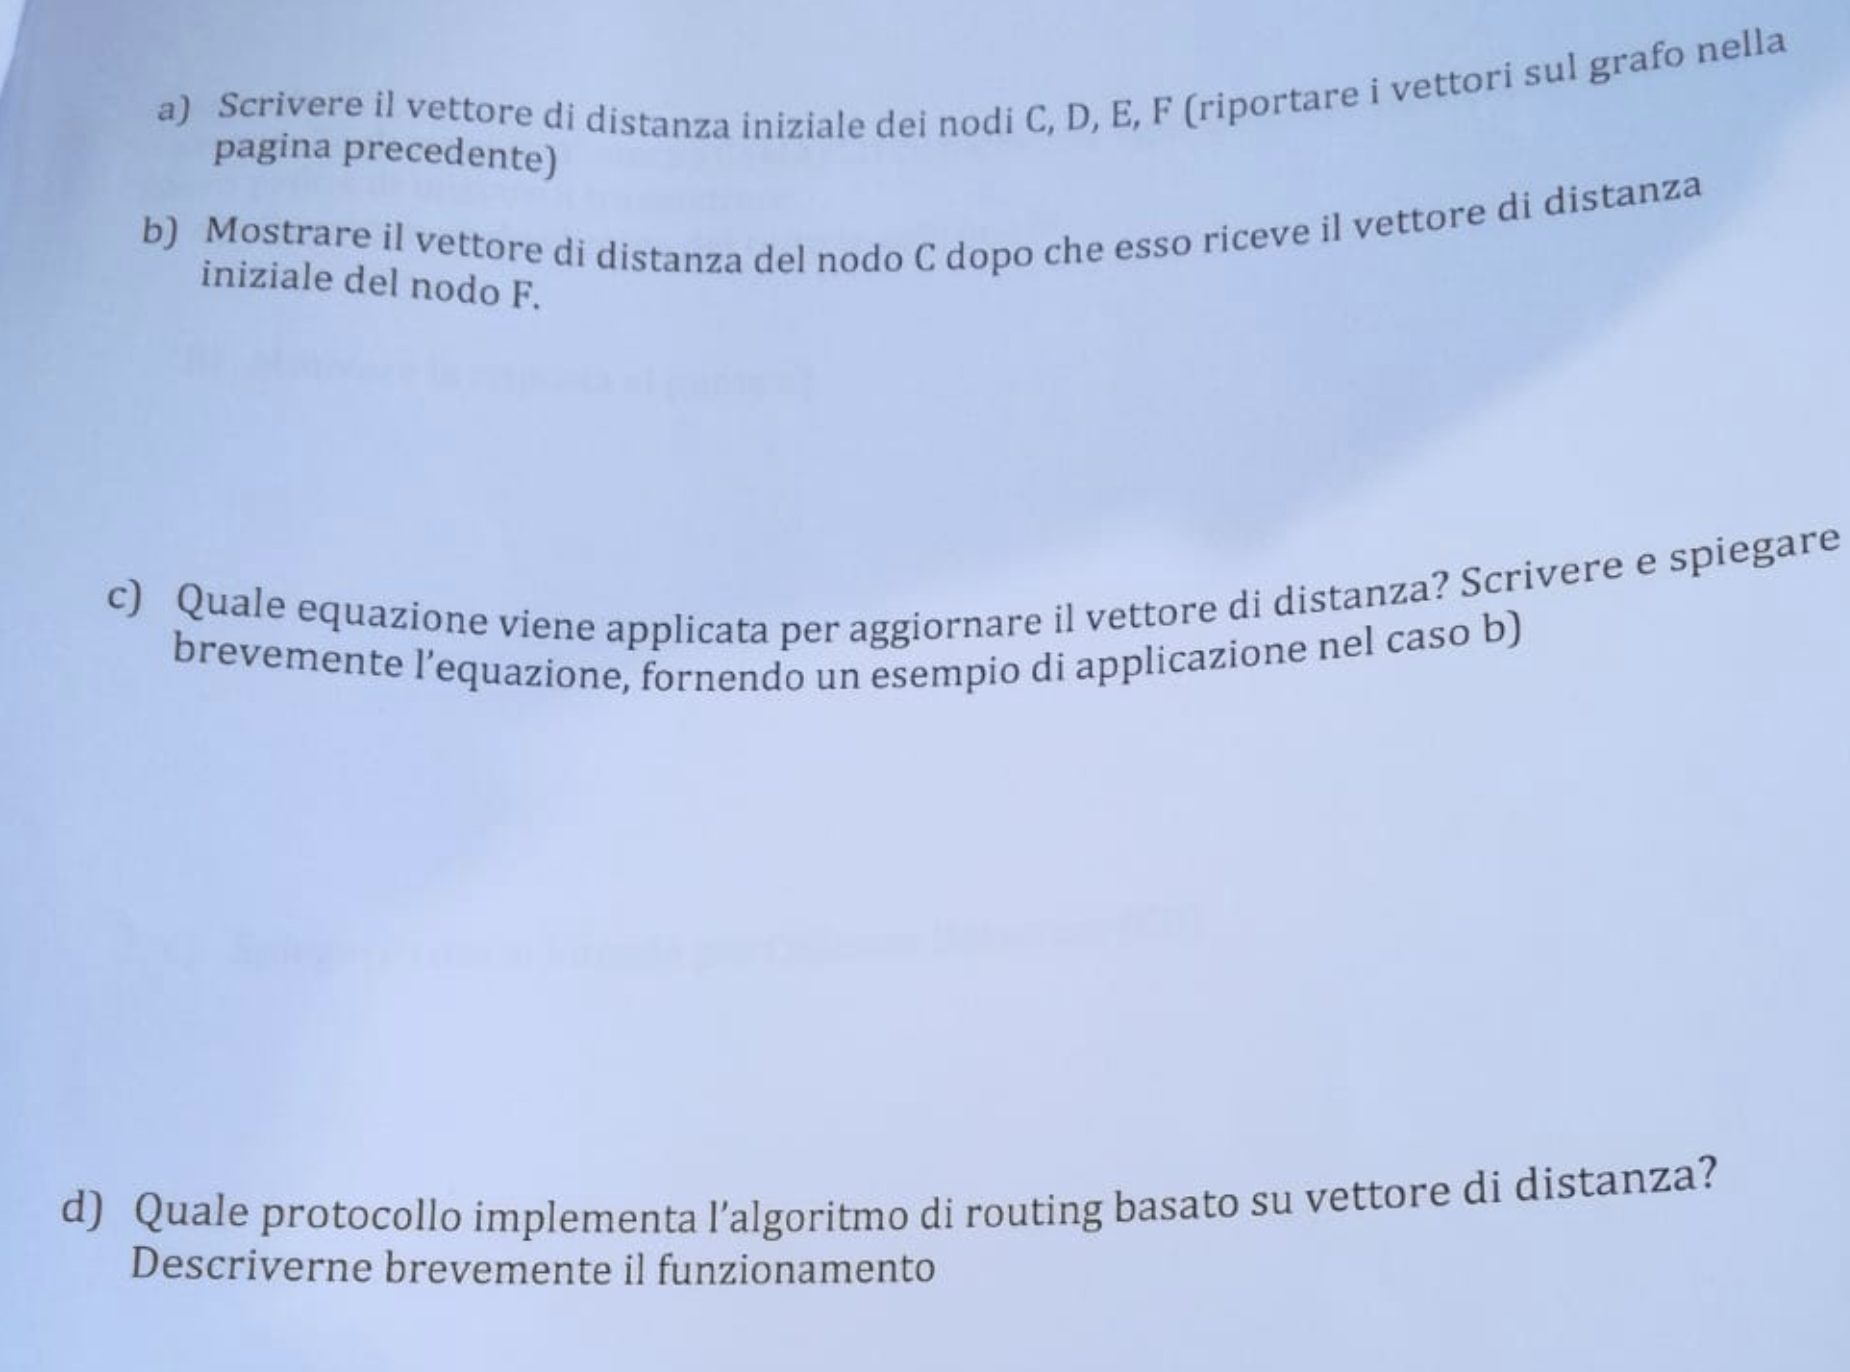 a) Scrivere il vettore di distanza iniziale dei nodi C, D, E, F (riportare i vettori sul grafo nella
pagina precedente)
b) Mostrare il vettore di distanza del nodo C dopo che esso riceve il vettore di distanza
iniziale del nodo F.
c) Quale equazione viene applicata per aggiornare il vettore di distanza? Scrivere e spiegare
brevemente l'equazione, fornendo un esempio di applicazione nel caso b)
d) Quale protocollo implementa l'algoritmo di routing basato su vettore di distanza?
Descriverne brevemente il funzionamento